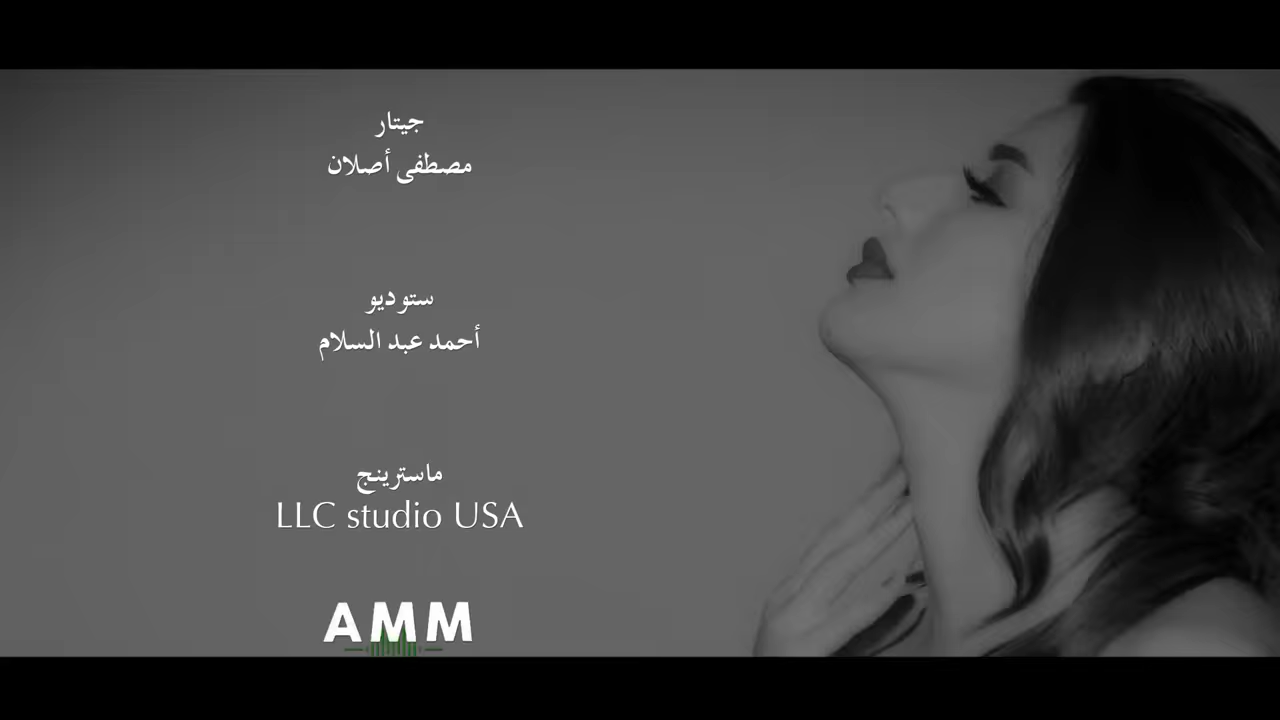 جيتار
مصطفى أصلان
ستوديو
أحمد عبد السلام
ماسترينج
LLC studio USA
AMM